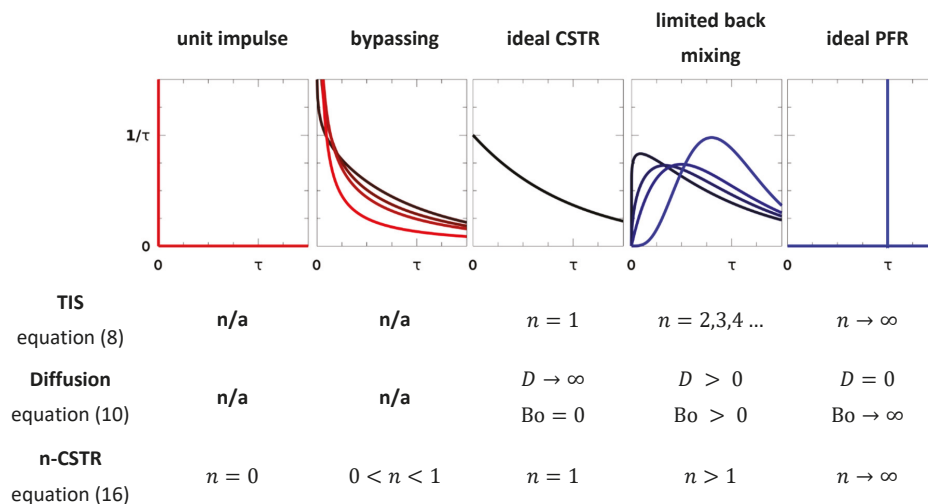 unit impulse bypassing ideal CSTR limited back mixing ideal PFR
1/τ
0
0 τ 0 τ 0 τ 0 τ 0 τ
TIS
equation (8)
n/a n/a n = 1 n = 2,3,4 … n → ∞
Diffusion
equation (10)
n/a n/a
D → ∞ D > 0 D = 0
Bo = 0 Bo > 0 Bo → ∞
n-CSTR
equation (16)
n = 0 0 < n < 1 n = 1 n > 1 n → ∞